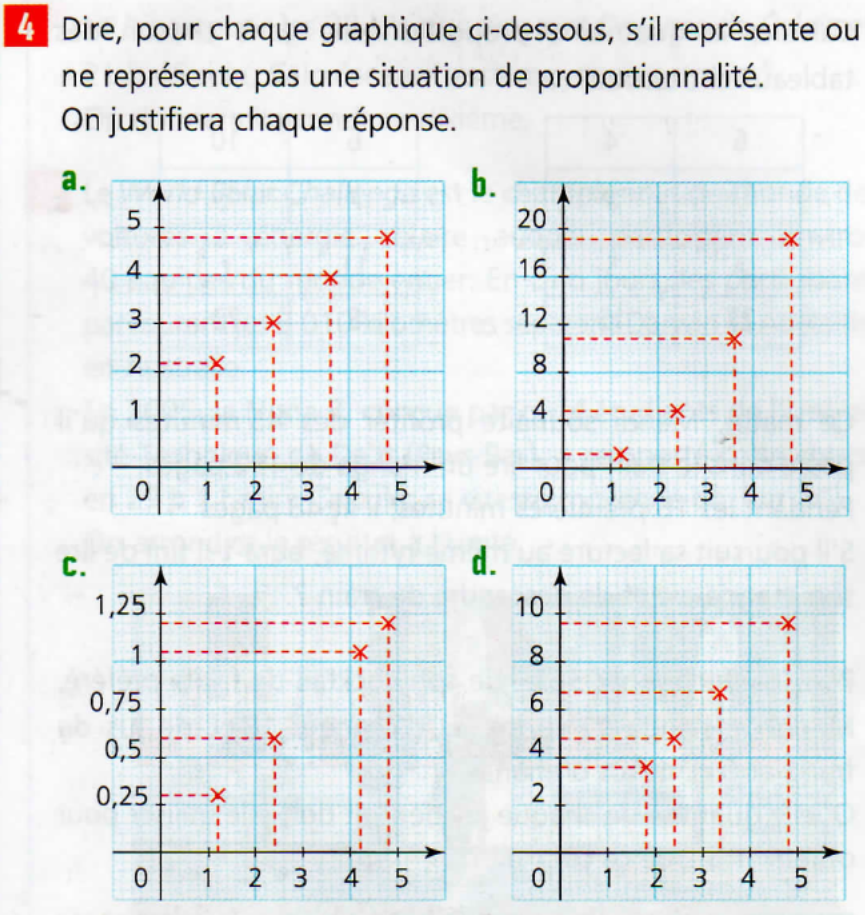 4 Dire, pour chaque graphique ci-dessous, s'il représente ou
ne représente pas une situation de proportionnalité.
On justifiera chaque réponse.
a.
5
4
3
2
1
0 1 2 3 4 5
b.
20
16
12
8
4
0 1 2 3 4 5
c.
1,25
1
0,75
0,5
0,25
0 1 2 3 4 5
d.
10
8
6
4
2
0 1 2 3 4 5